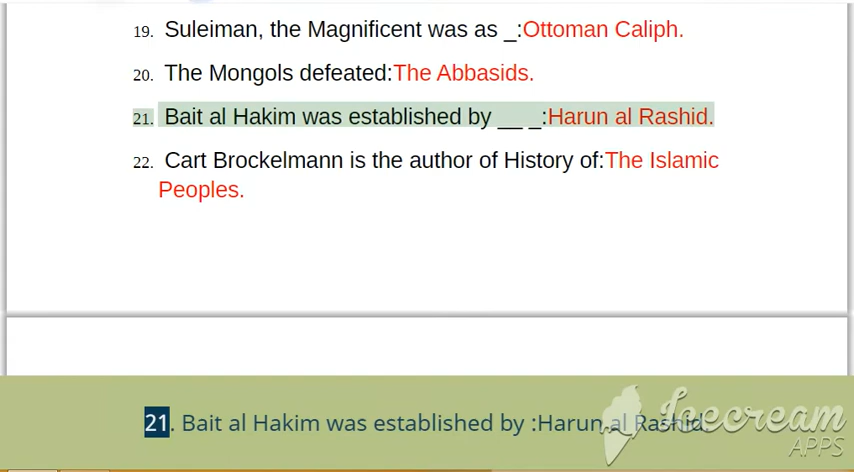 19. Suleiman, the Magnificent was as _:Ottoman Caliph.
20. The Mongols defeated:The Abbasids.
21. Bait al Hakim was established by __ _:Harun al Rashid.
22. Cart Brockelmann is the author of History of:The Islamic
Peoples.
21. Bait al Hakim was established by :Harun al Rashid.
Icecream
APPS